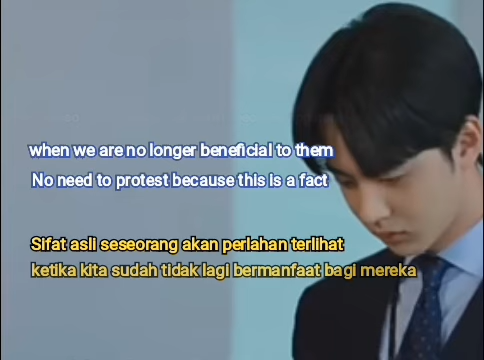 when we are no longer beneficial to them
No need to protest because this is a fact
Sifat asli seseorang akan perlahan terlihat
ketika kita sudah tidak lagi bermanfaat bagi mereka